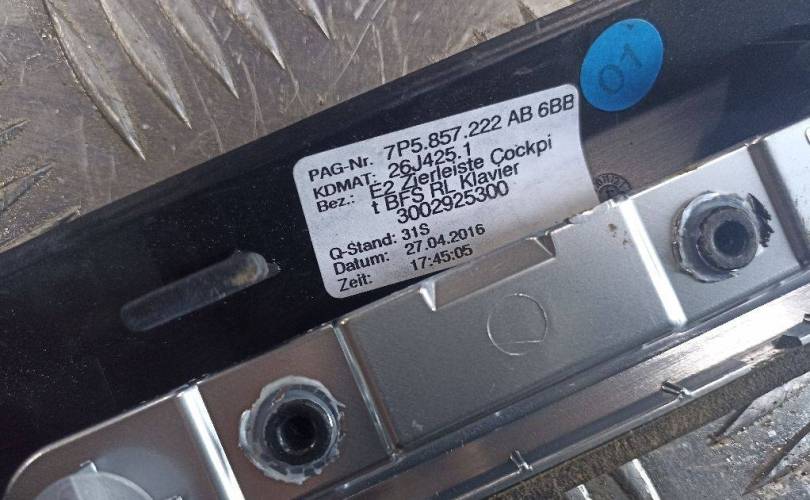 01
PAG-Nr. 7P5.857.222 AB 6BB
KDMAT: 26J425.1
Bez.: E2 Zierleiste Cockpi
t BFS RL Klavier
3002925300
Q-Stand: 31S
Datum: 27.04.2016
Zeit: 17:45:05